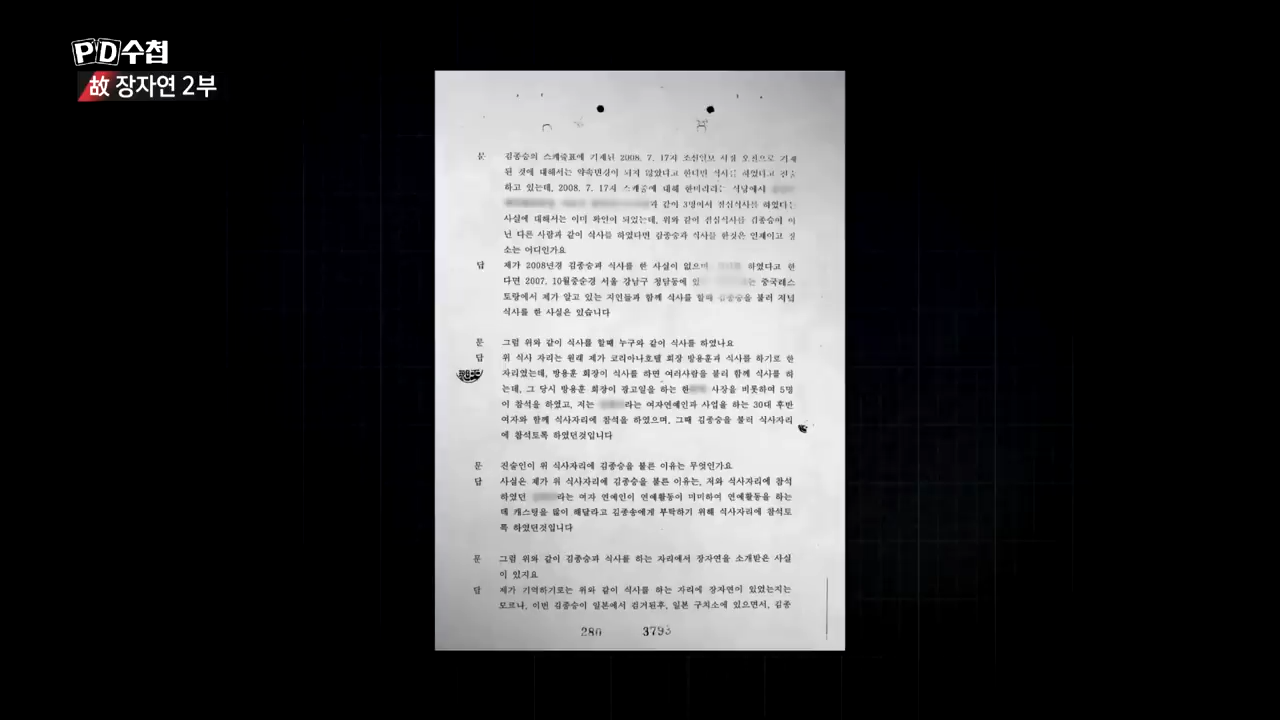 PD수첩
故 장자연 2부
문 김종승의 스케줄표에 기재된 2008. 7. 17자 조선일보 사장 오찬으로 기재
된 것에 대해서는 약속변경이 되지 않았다고 한다면 식사를 하였다고 진술
하고 있는데, 2008. 7. 17자 스케줄에 대해 한미리라는 식당에서
과 같이 3명이서 점심식사를 하였다는
사실에 대해서는 이미 확인이 되었는데, 위와 같이 점심식사를 김종승이 아
닌 다른 사람과 같이 식사를 하였다면 김종승과 식사를 한것은 언제이고 장
소는 어디인가요
답 제가 2008년경 김종승과 식사를 한 사실이 없으며 하였다고 한
다면 2007, 10월중순경 서울 강남구 청담동에 있 는 중국레스
토랑에서 제가 알고 있는 지인들과 함께 식사를 할때 김종승을 불러 저녁
식사를 한 사실은 있습니다
문 그럼 위와 같이 식사를 할때 누구와 같이 식사를 하였나요
답 위 식사 자리는 원래 제가 코리아나호텔 회장 방용훈과 식사를 하기로 한
자리였는데, 방용훈 회장이 식사를 하면 여러사람을 불러 함께 식사를 하
는데, 그 당시 방용훈 회장이 광고일을 하는 한 사장을 비롯하여 5명
이 참석을 하였고, 저는 라는 여자연예인과 사업을 하는 30대 후반
여자와 함께 식사자리에 참석을 하였으며, 그때 김종승을 불러 식사자리
에 참석토록 하였던것입니다
문 진술인이 위 식사자리에 김종승을 불른 이유는 무엇인가요
답 사실은 제가 위 식사자리에 김종승을 불른 이유는, 저와 식사자리에 참석
하였던 라는 여자 연예인이 연예활동이 미미하여 연예활동을 하는
데 캐스팅을 많이 해달라고 김종송에게 부탁하기 위해 식사자리에 참석토
록 하였던것입니다
문 그럼 위와 같이 김종승과 식사를 하는 자리에서 장자연을 소개받은 사실
이 있지요
답 제가 기억하기로는 위와 같이 식사를 하는 자리에 장자연이 있었는지는
모르나, 이번 김종승이 일본에서 검거된후, 일본 구치소에 있으면서, 김종
280 3793